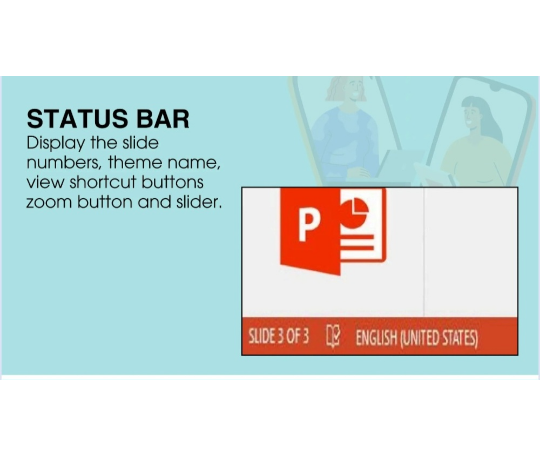 STATUS BAR
Display the slide
numbers, theme name,
view shortcut buttons
zoom button and slider.
P
SLIDE 3 OF 3 ENGLISH (UNITED STATES)